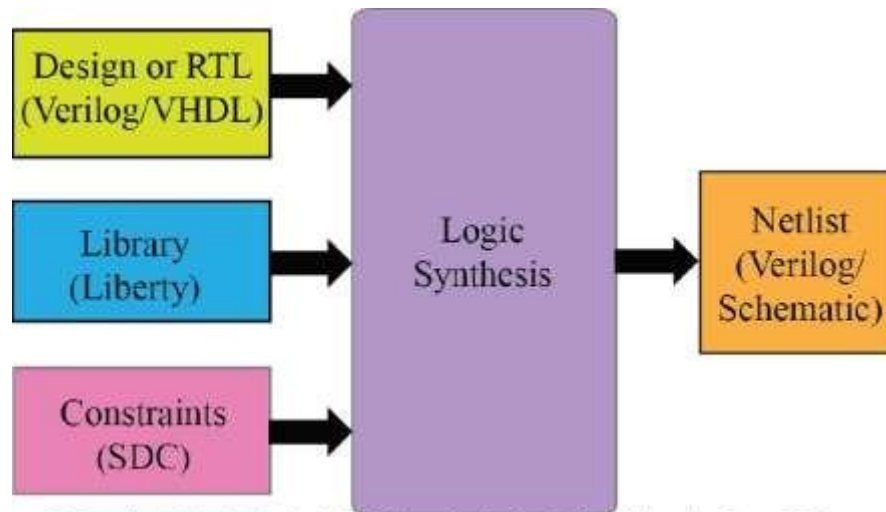 Design or RTL
(Verilog/VHDL)
Library
(Liberty)
Constraints
(SDC)
Logic
Synthesis
Netlist
(Verilog/
Schematic)